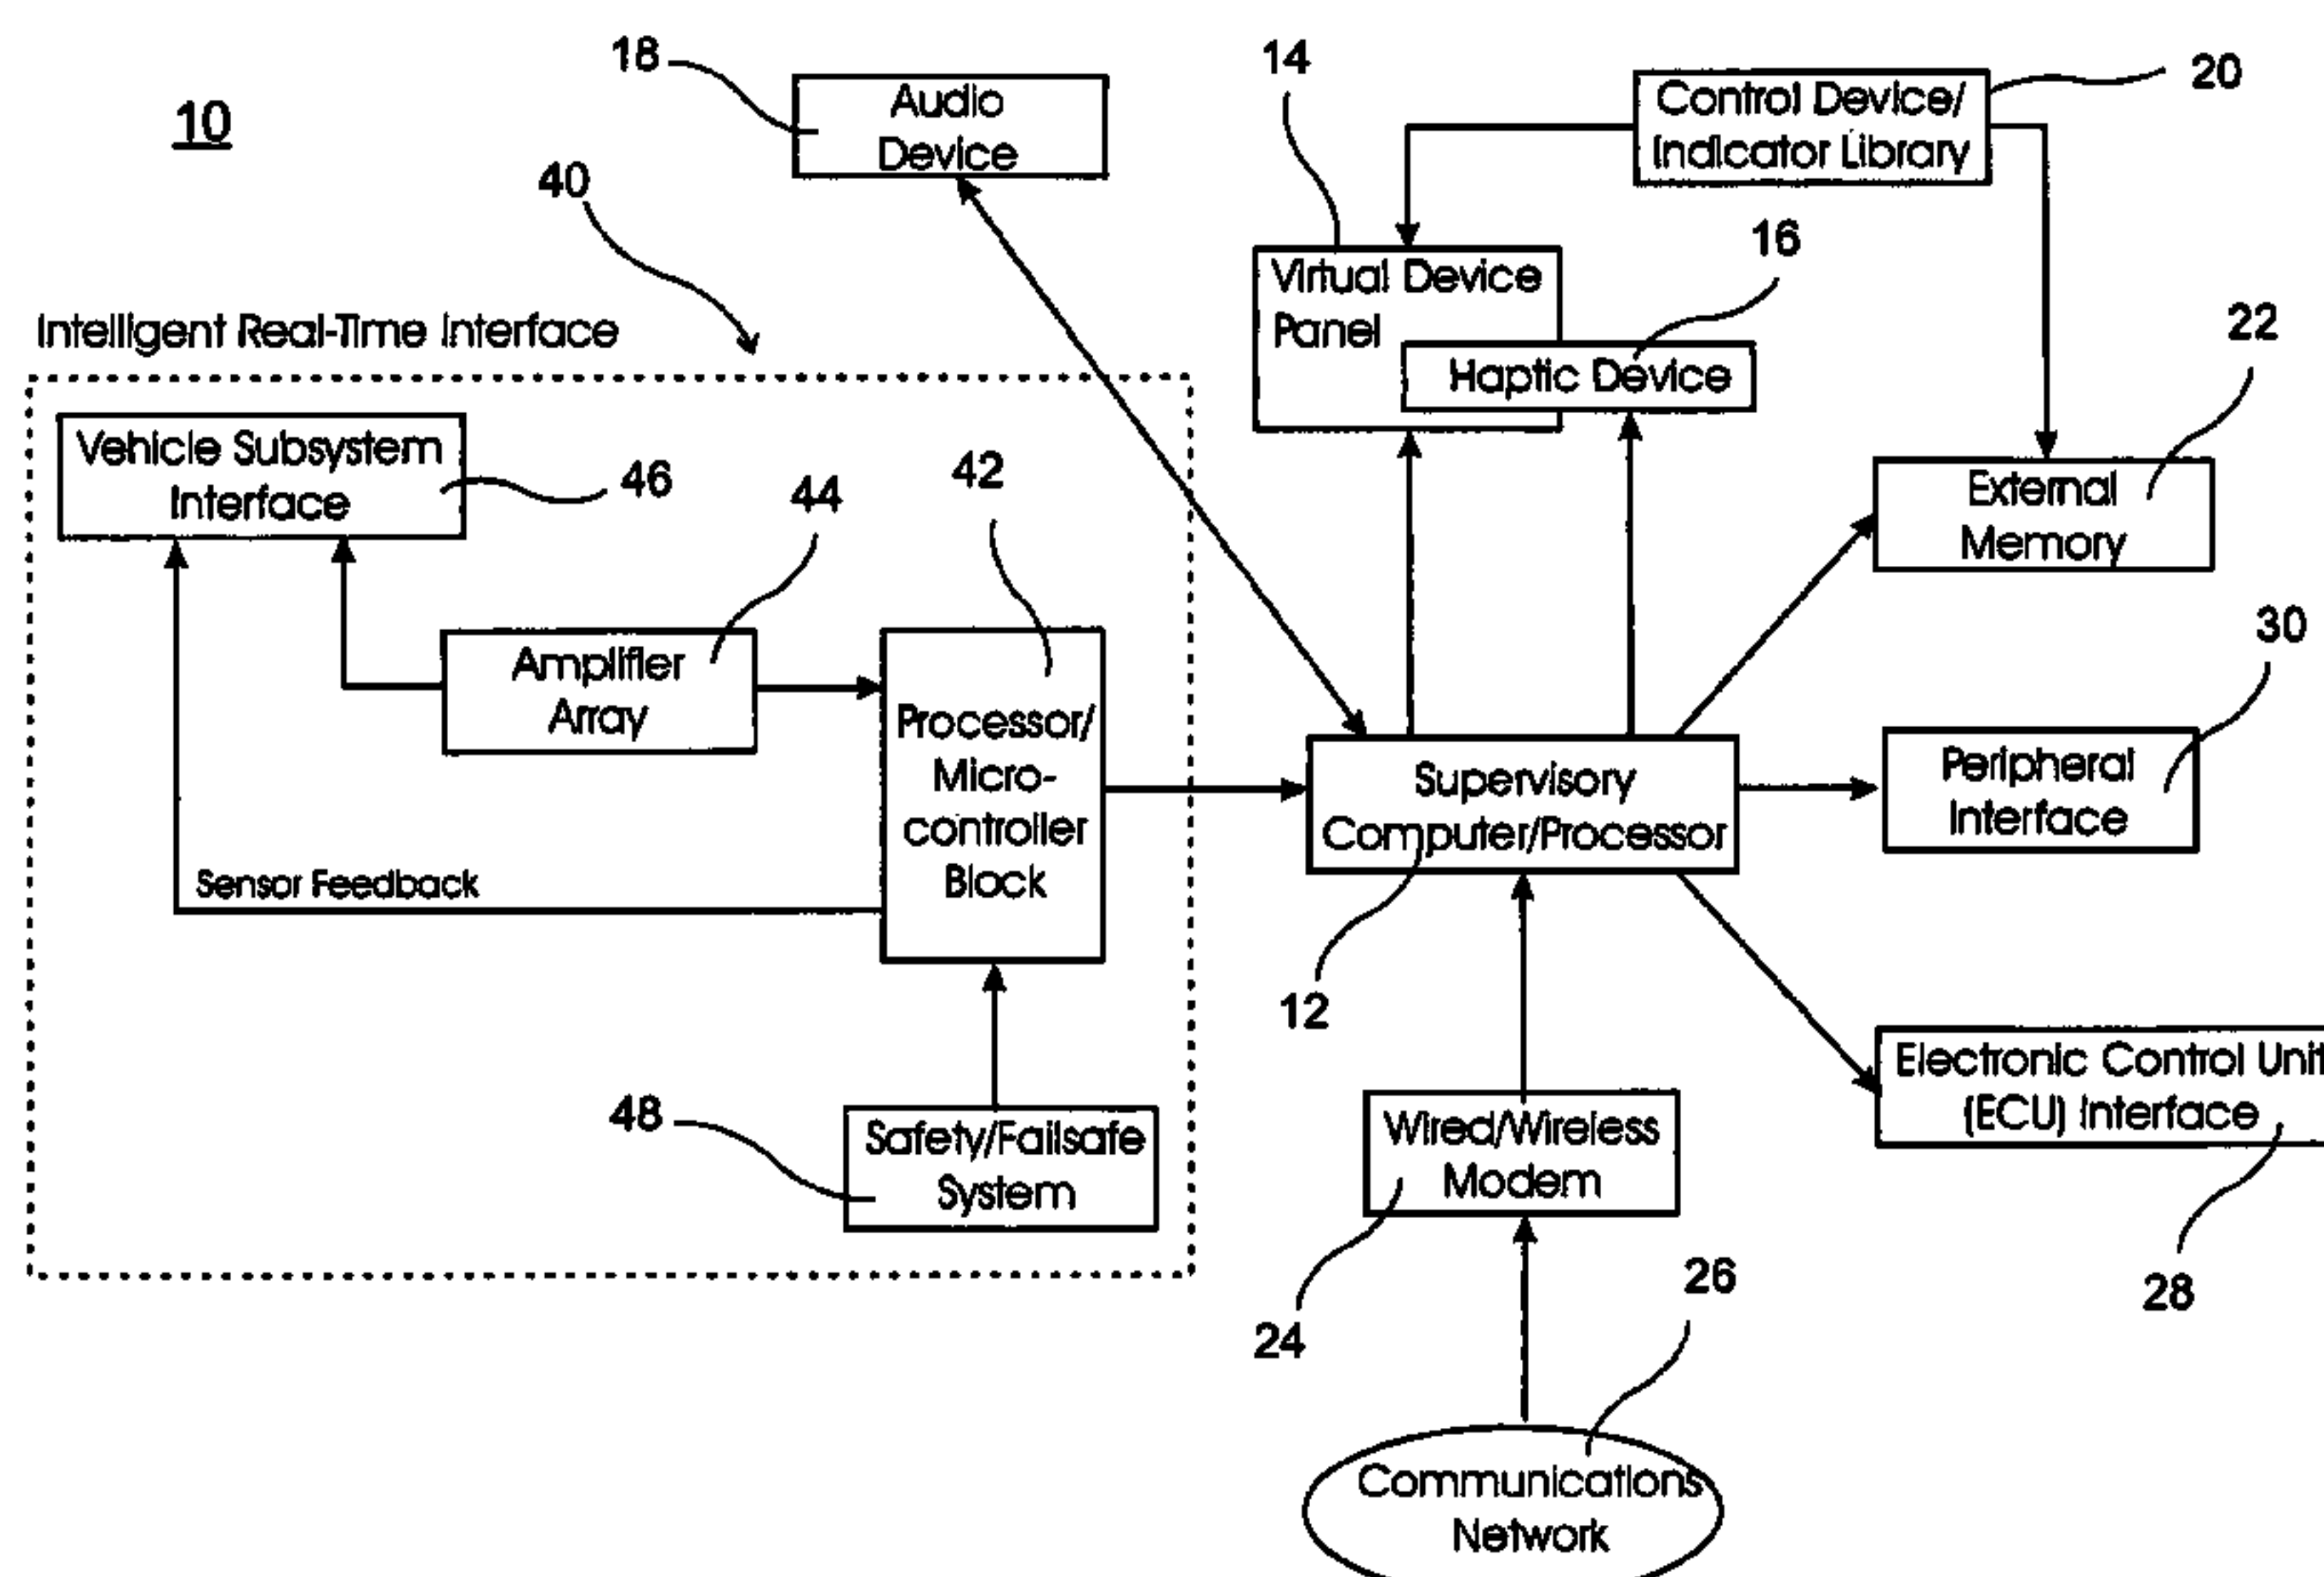 10
18
Audio
Device
40
14
Control Device/
Indicator Library
20
Virtual Device
Panel
16
Haptic Device
22
External
Memory
Intelligent Real-Time Interface
Vehicle Subsystem
Interface
46
44
42
Amplifier
Array
Processor/
Micro-
controller
Block
Sensor Feedback
30
Peripheral
Interface
Supervisory
Computer/Processor
12
48
Safety/Failsafe
System
Wired/Wireless
Modem
24
Electronic Control Unit
(ECU) Interface
28
26
Communications
Network